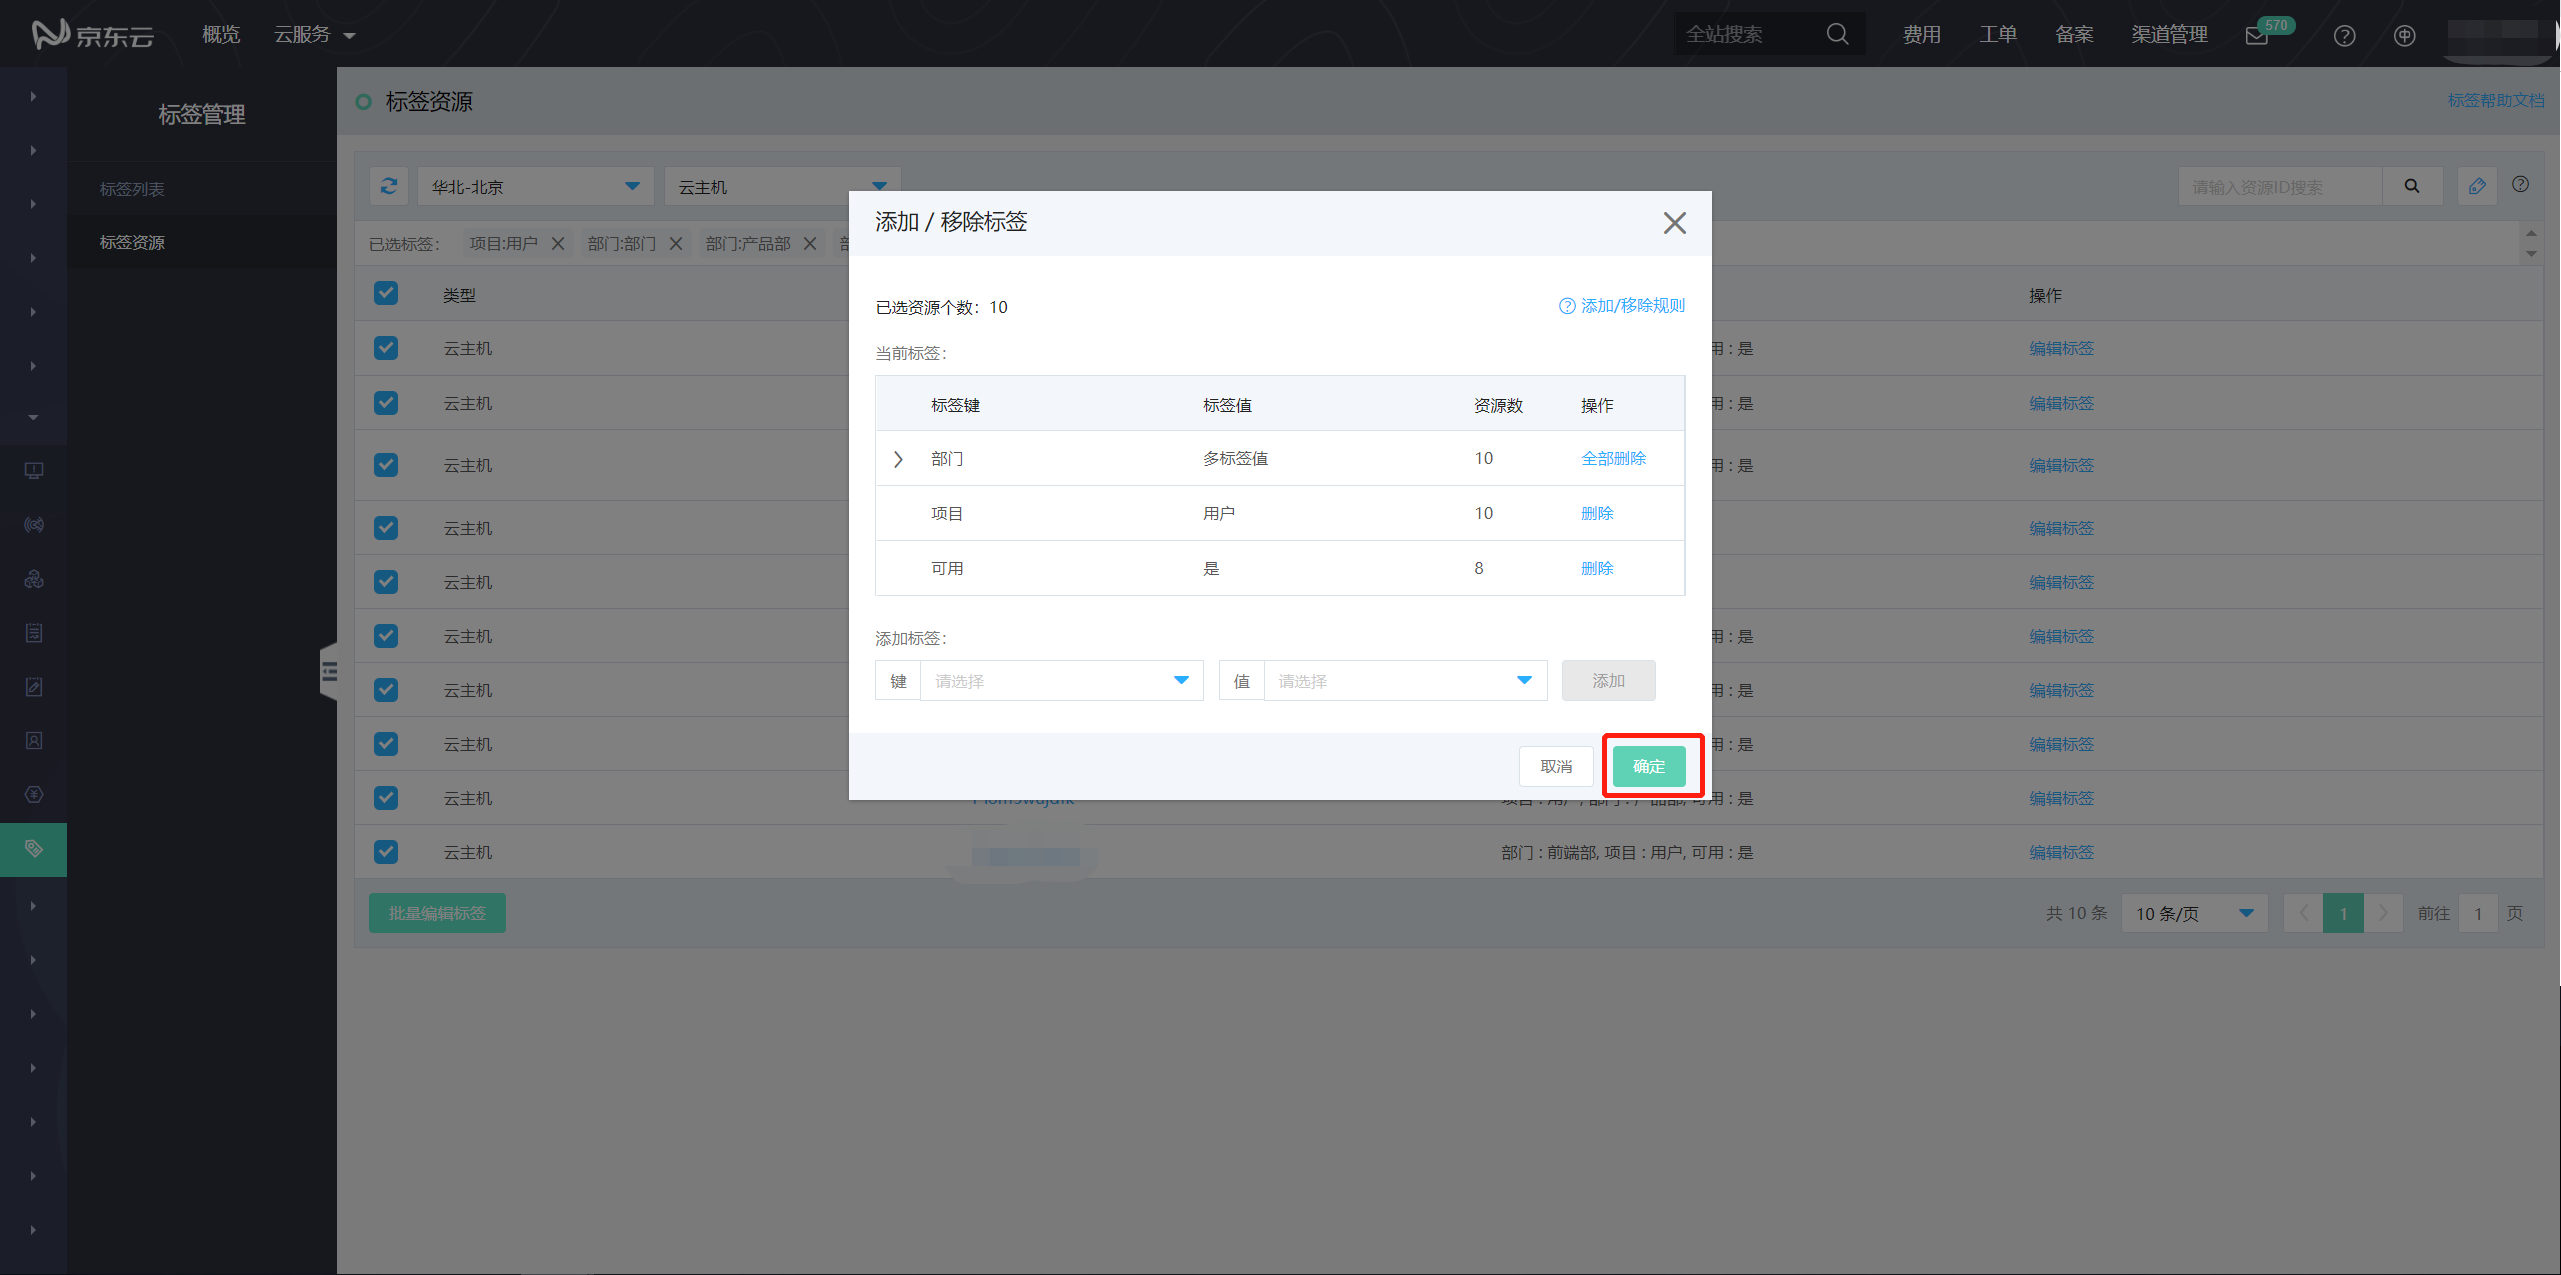 京东云 概览 云服务 全站搜索 费用 工单 备案 渠道管理 570
标签管理
标签列表
标签资源
标签资源 标签帮助文档
华北-北京 云主机 请输入资源ID搜索
已选标签： 项目:用户 部门:部门 部门:产品部
类型 操作
云主机 用 : 是 编辑标签
云主机 用 : 是 编辑标签
云主机 用 : 是 编辑标签
云主机 编辑标签
云主机 编辑标签
云主机 用 : 是 编辑标签
云主机 用 : 是 编辑标签
云主机 用 : 是 编辑标签
云主机 项目 : 用户, 部门 : 产品部, 可用 : 是 编辑标签
云主机 部门 : 前端部, 项目 : 用户, 可用 : 是 编辑标签
批量编辑标签 共 10 条 10 条/页 1 前往 1 页
添加 / 移除标签
已选资源个数：10 添加/移除规则
当前标签：
标签键 标签值 资源数 操作
部门 多标签值 10 全部删除
项目 用户 10 删除
可用 是 8 删除
添加标签：
键 请选择 值 请选择 添加
取消 确定